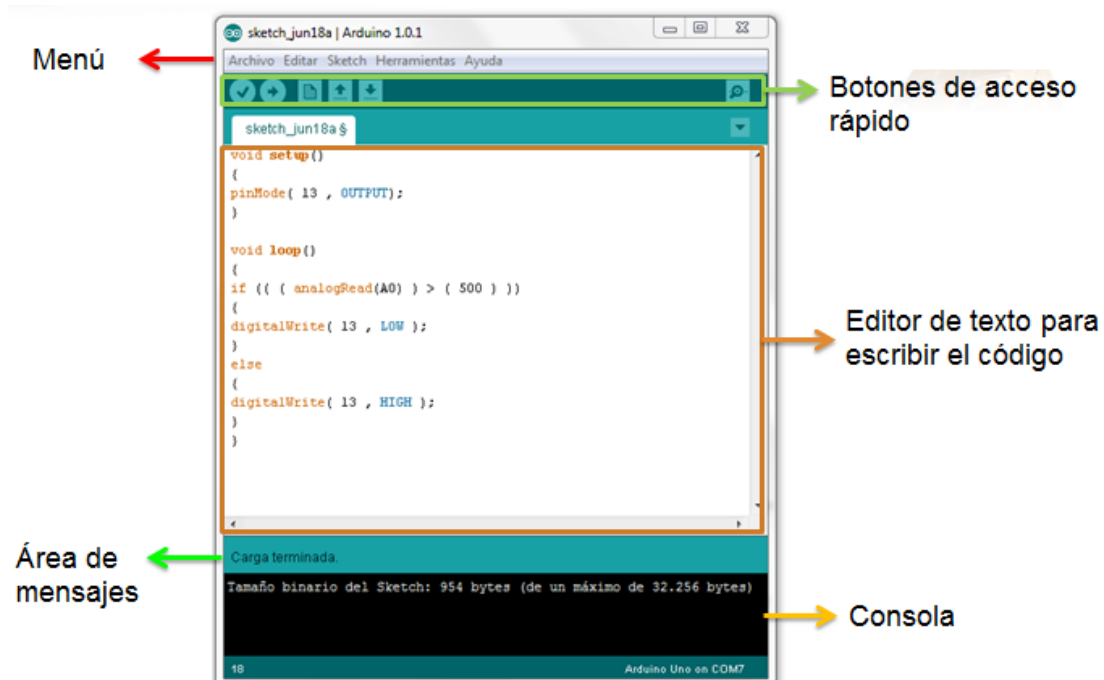 sketch_jun18a | Arduino 1.0.1
Menú
Archivo Editar Sketch Herramientas Ayuda
Botones de acceso
rápido
sketch_jun18a §
void setup()
{
pinMode( 13 , OUTPUT);
}
void loop()
{
if (( ( analogRead(A0) ) > ( 500 ) ))
{
digitalWrite( 13 , LOW );
}
else
{
digitalWrite( 13 , HIGH );
}
}
Editor de texto para
escribir el código
Área de
mensajes
Carga terminada.
Tamaño binario del Sketch: 954 bytes (de un máximo de 32.256 bytes)
Consola
18
Arduino Uno on COM7